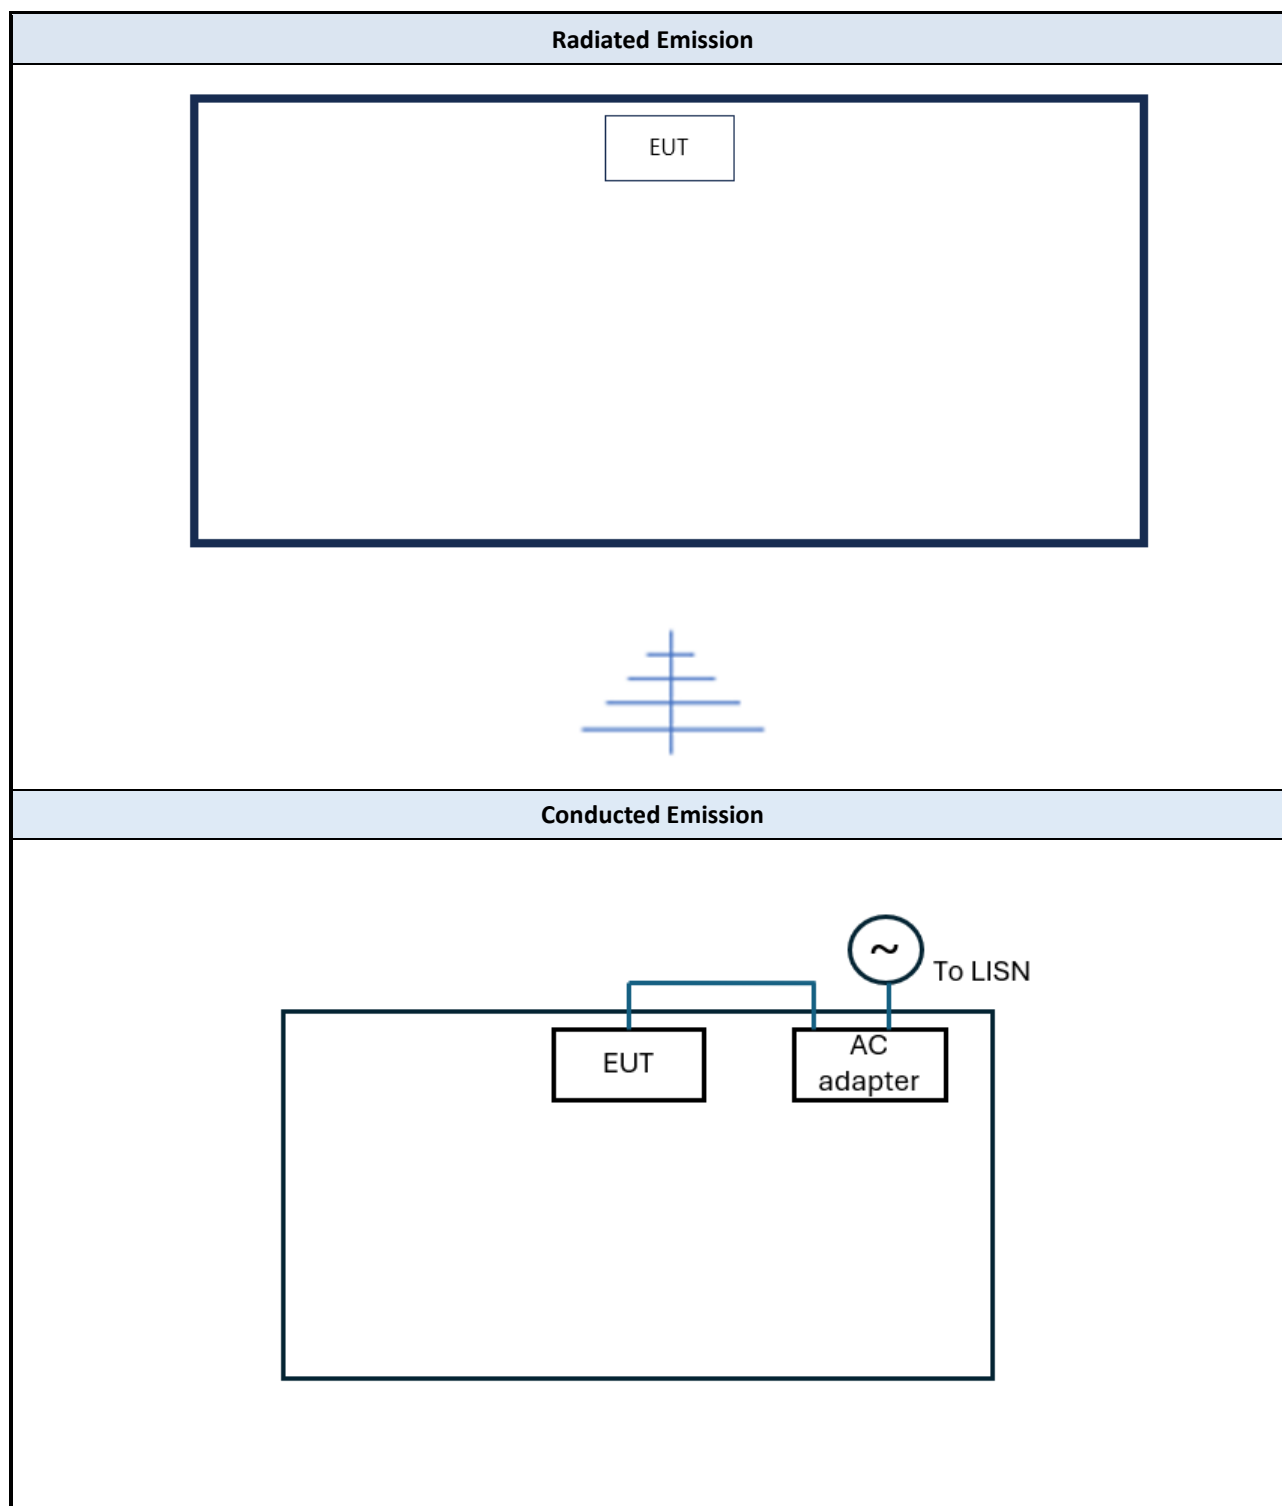 Radiated Emission
EUT
Conducted Emission
~
To LISN
EUT
AC
adapter